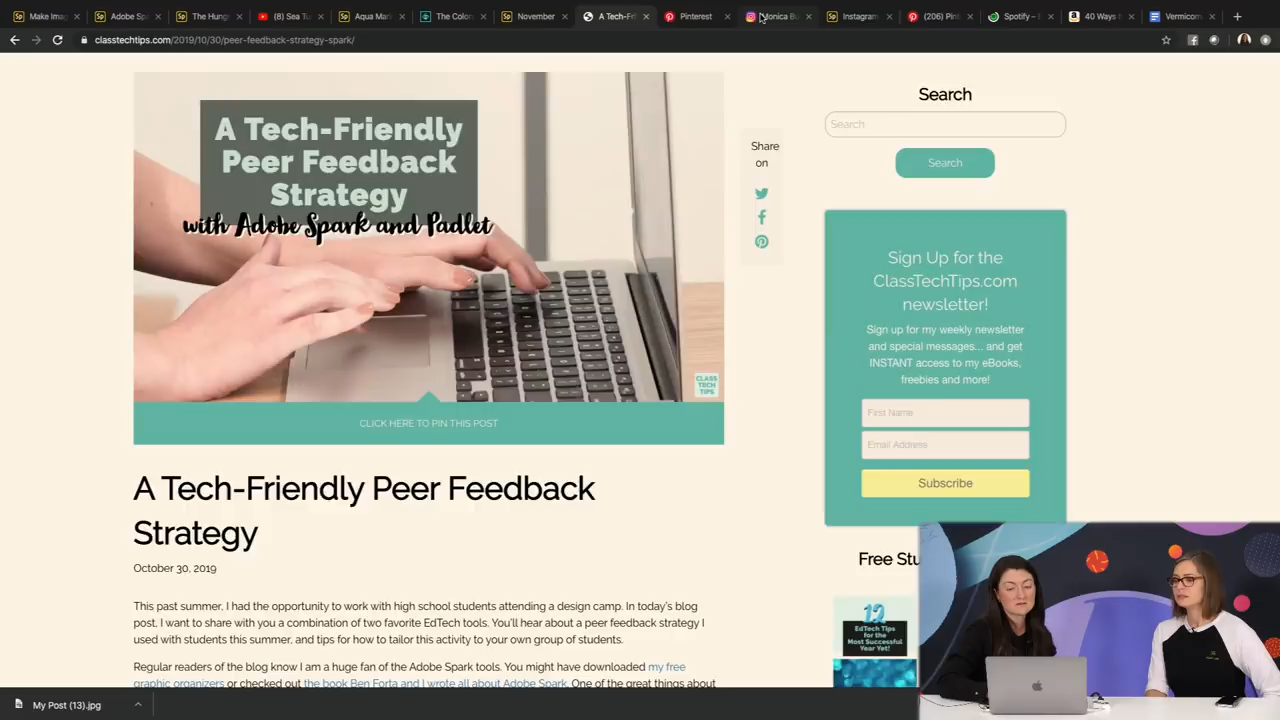 Make Imag
Adobe Sp
The Hung
(8) Sea Tu
Aqua Mari
The Colon
November
A Tech-Fri
Pinterest
Monica Bu
Instagram
(206) Pint
Spotify –
40 Ways t
Vermicom
classtechtips.com/2019/10/30/peer-feedback-strategy-spark/
A Tech-Friendly
Peer Feedback
Strategy
with Adobe Spark and Padlet
CLASS
TECH
TIPS
CLICK HERE TO PIN THIS POST
Share
on
A Tech-Friendly Peer Feedback
Strategy
October 30, 2019
This past summer, I had the opportunity to work with high school students attending a design camp. In today's blog
post, I want to share with you a combination of two favorite EdTech tools. You'll hear about a peer feedback strategy I
used with students this summer, and tips for how to tailor this activity to your own group of students.
Regular readers of the blog know I am a huge fan of the Adobe Spark tools. You might have downloaded my free
graphic organizers or checked out the book Ben Forta and I wrote all about Adobe Spark. One of the great things about
Search
Search
Search
Sign Up for the
ClassTechTips.com
newsletter!
Sign up for my weekly newsletter
and special messages... and get
INSTANT access to my eBooks,
freebies and more!
First Name
Email Address
Subscribe
Free Stu
12
EdTech Tips
for the
Most Successful
Year Yet!
My Post (13).jpg